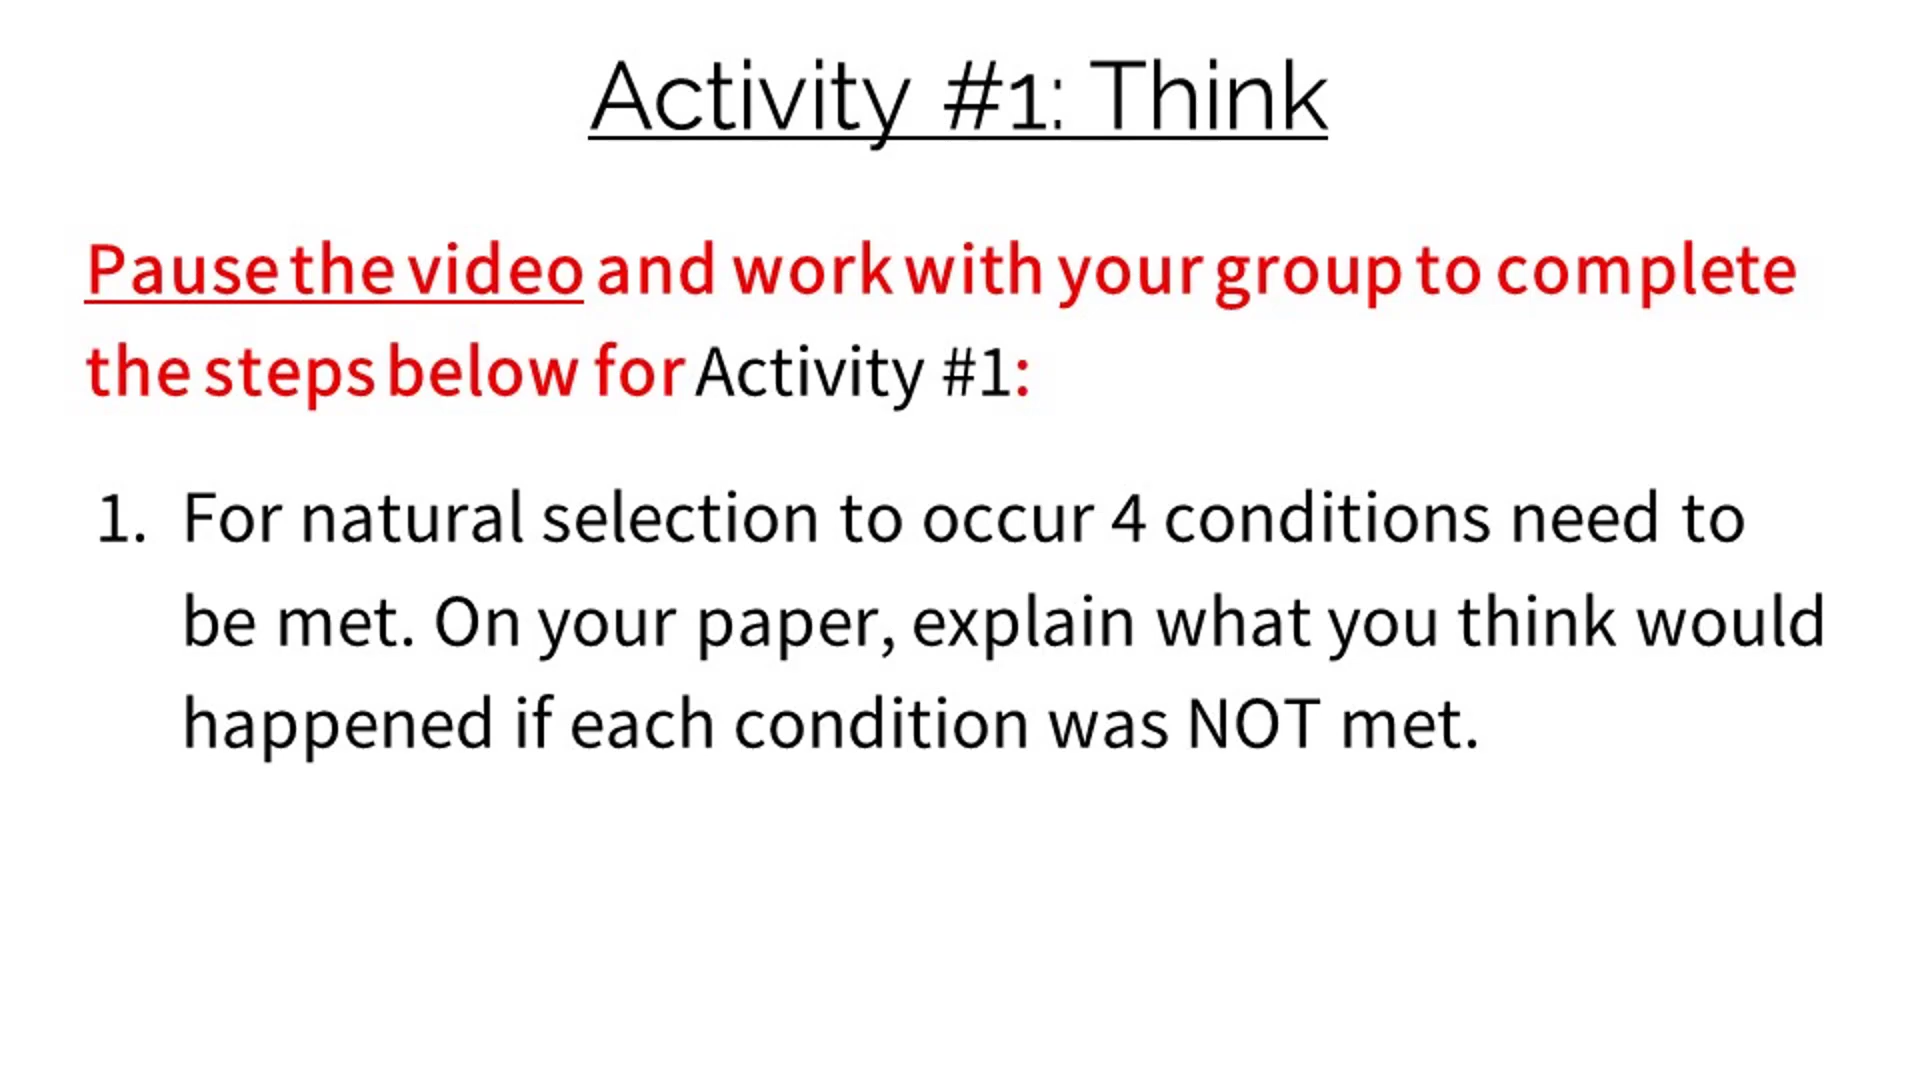 Activity #1: Think
Pause the video and work with your group to complete
the steps below for Activity #1:
1. For natural selection to occur 4 conditions need to
be met. On your paper, explain what you think would
happened if each condition was NOT met.